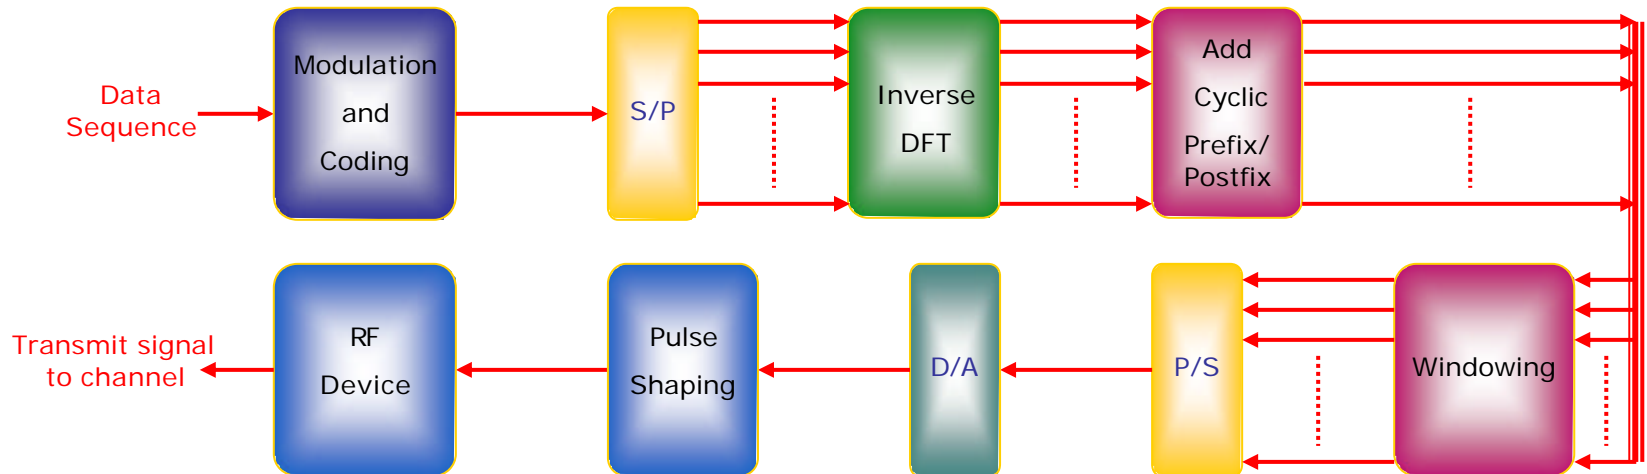 Data
Sequence
Modulation
and
Coding
S/P
Inverse
DFT
Add
Cyclic
Prefix/
Postfix
Transmit signal
to channel
RF
Device
Pulse
Shaping
D/A
P/S
Windowing